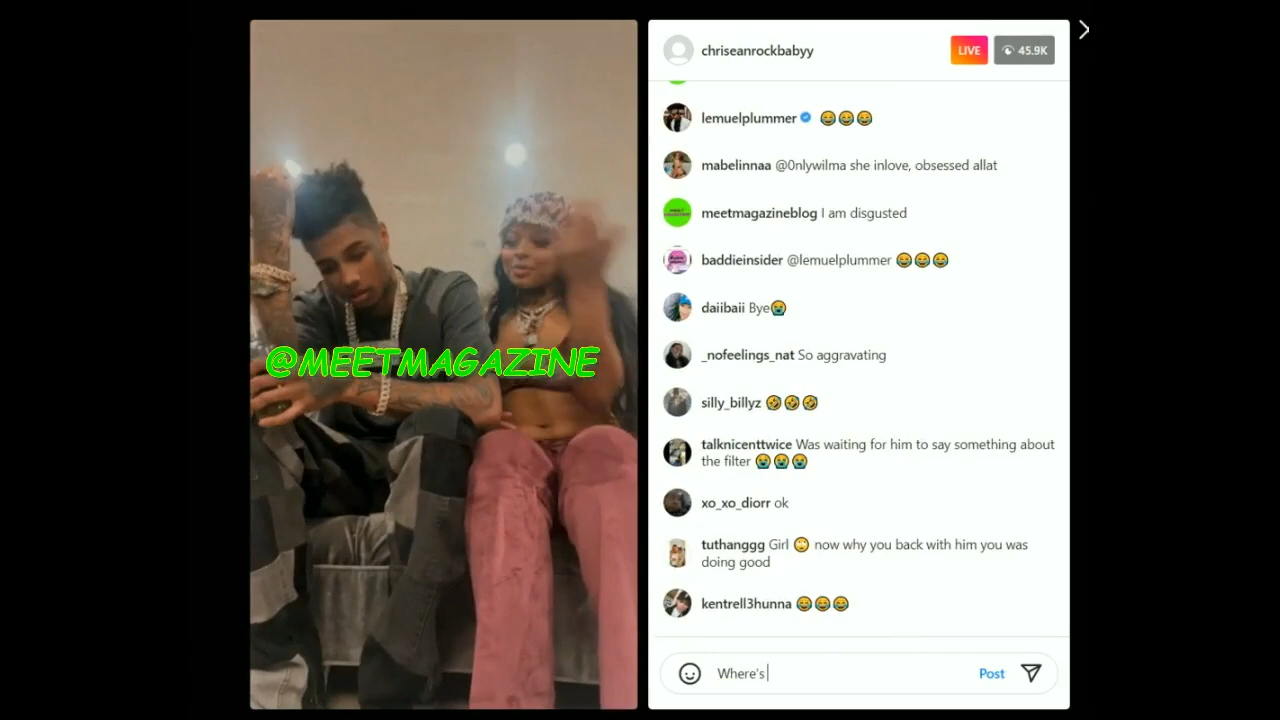 @MEETMAGAZINE
chriseanrockbabyy
LIVE
45.9K
lemuelplummer 😂😂😂
mabelinnaa @0nlywilma she inlove, obsessed allat
meetmagazineblog I am disgusted
baddieinsider @lemuelplummer 😂😂😂
daiibaii Bye😭
_nofeelings_nat So aggravating
silly_billyz 🤣🤣🤣
talknicenttwice Was waiting for him to say something about
the filter 😭😭😭
xo_xo_diorr ok
tuthanggg Girl 🙄 now why you back with him you was
doing good
kentrell3hunna 😂😂😂
Where's
Post